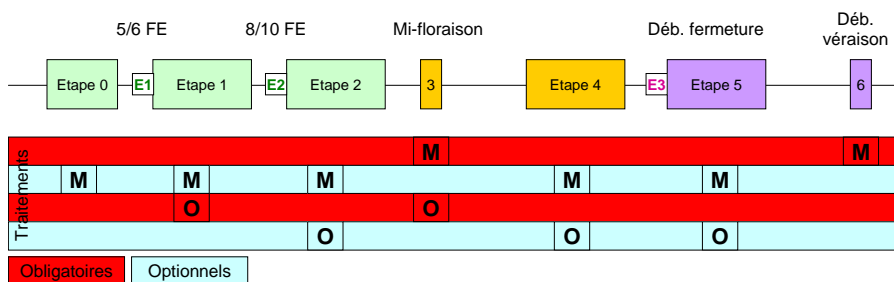 5/6 FE 8/10 FE Mi-floraison Déb. fermeture Déb.
véraison
Etape 0 E1 Etape 1 E2 Etape 2 3 Etape 4 E3 Etape 5 6
Traitements
M M
M M M M M
O O
O O O
Obligatoires Optionnels